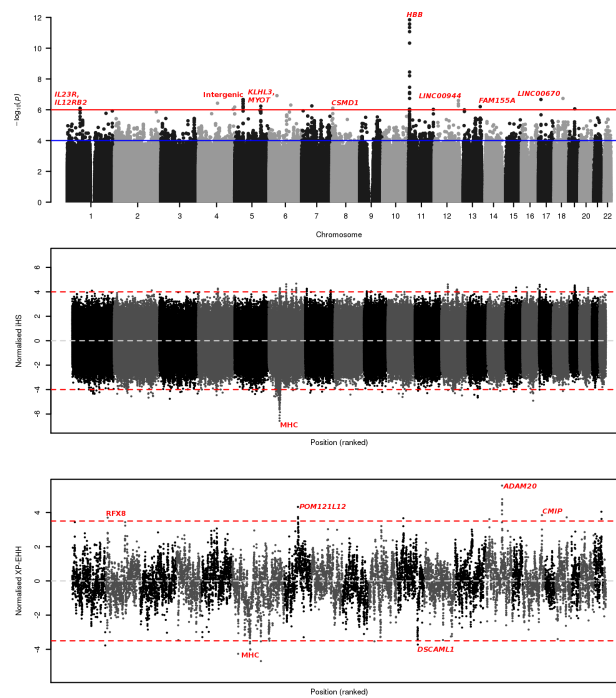 HBB
12
10
8
6
4
2
0
−log10(p)
IL23R,
IL12RB2
Intergenic
KLHL3,
MYOT
CSMD1
LINC00944
FAM155A
LINC00670
1 2 3 4 5 6 7 8 9 10 11 12 13 14 15 16 17 18 20 22
Chromosome
6
4
2
0
-2
-4
-6
Normalised iHS
MHC
Position (ranked)
4
2
0
-2
-4
Normalised XP-EHH
RFX8
POM121L12
ADAM20
CMIP
MHC
DSCAML1
Position (ranked)